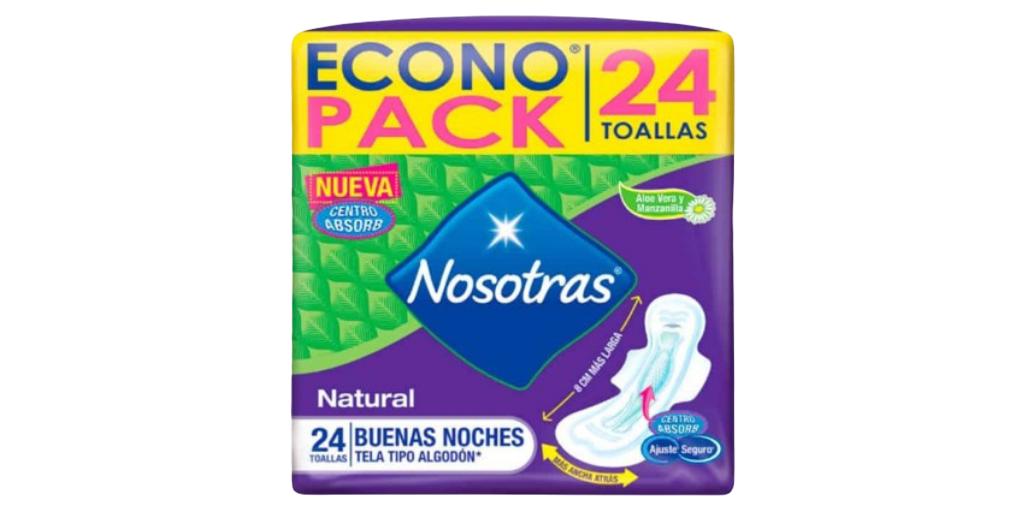 ECONO®
PACK
24
TOALLAS
NUEVA
CENTRO
ABSORB
Aloe Vera y
Manzanilla
Nosotras®
8 CM MÁS LARGA
Natural
24
TOALLAS
BUENAS NOCHES
TELA TIPO ALGODÓN*
CENTRO
ABSORB
Ajuste Seguro®
MÁS ANCHA ATRÁS